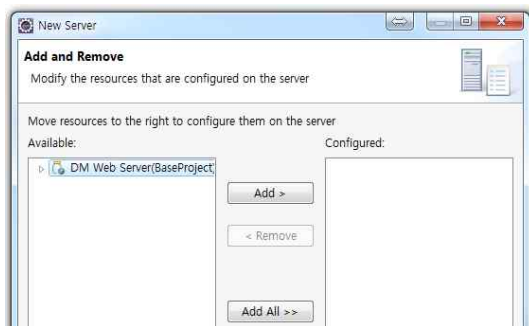 New Server
Add and Remove
Modify the resources that are configured on the server
Move resources to the right to configure them on the server
Available:
Configured:
DM Web Server(BaseProject)
Add >
< Remove
Add All >>